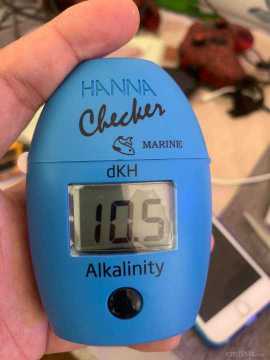 HANNA
Checker
MARINE
dKH
10.5
Alkalinity